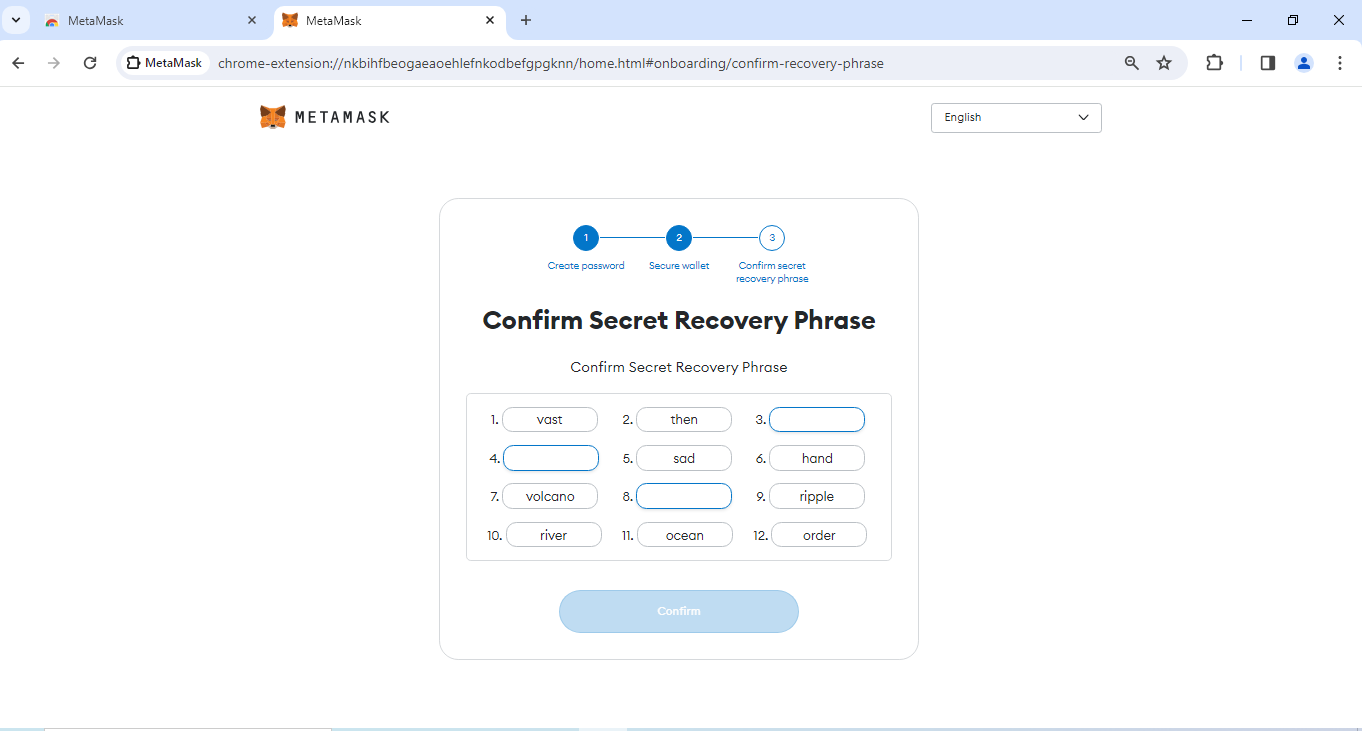 MetaMask
MetaMask
MetaMask
chrome-extension://nkbihfbeogaeaoehlefnkodbefgpgknn/home.html#onboarding/confirm-recovery-phrase
METAMASK
English
1 2 3
Create password Secure wallet Confirm secret recovery phrase
Confirm Secret Recovery Phrase
Confirm Secret Recovery Phrase
1. vast 2. then 3.
4. 5. sad 6. hand
7. volcano 8. 9. ripple
10. river 11. ocean 12. order
Confirm